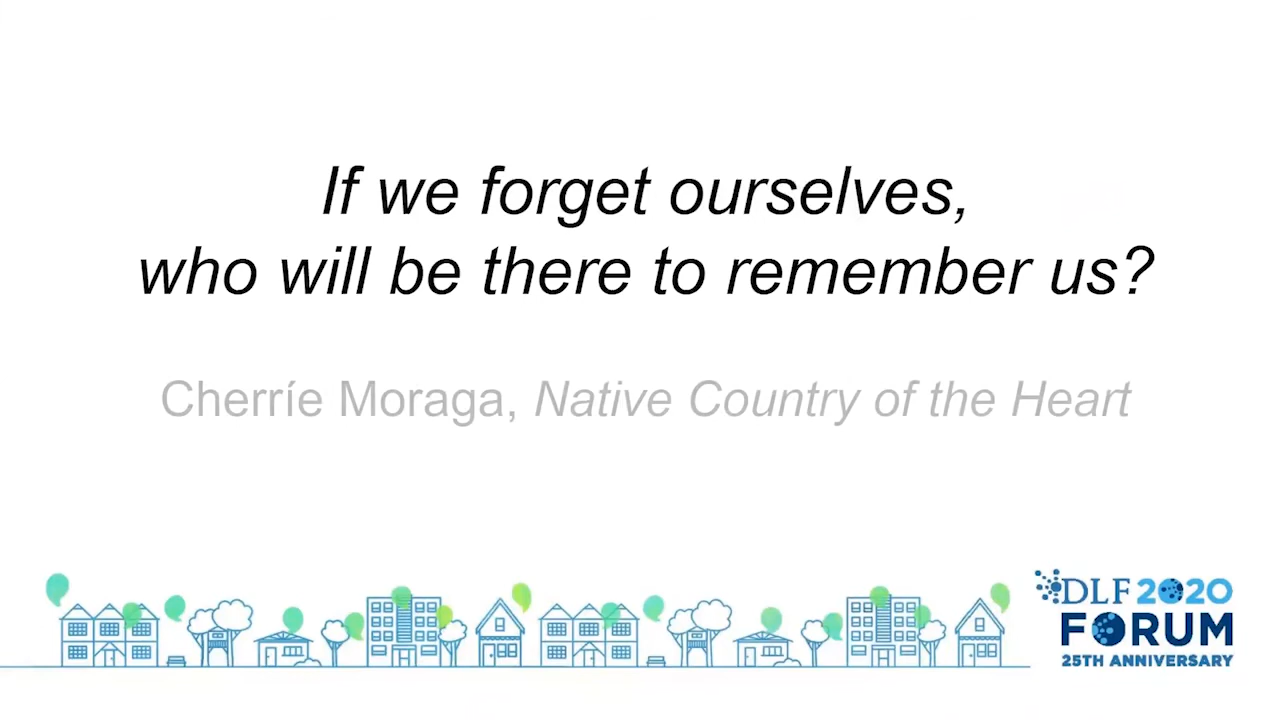 If we forget ourselves,
who will be there to remember us?
Cherríe Moraga, Native Country of the Heart
DLF 2020
FORUM
25TH ANNIVERSARY